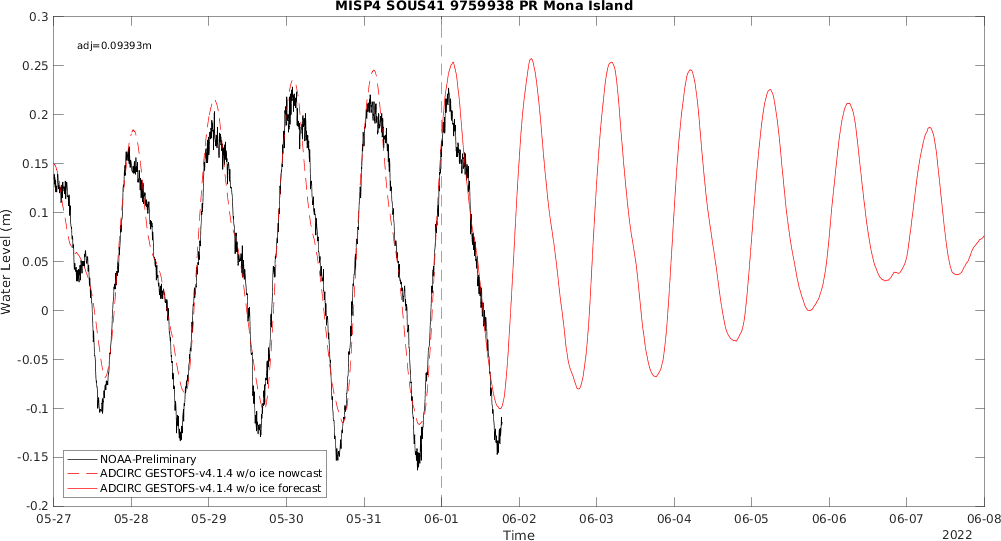 MISP4 SOUS41 9759938 PR Mona Island
adj=0.09393m
Water Level (m)
0.3
0.25
0.2
0.15
0.1
0.05
0
-0.05
-0.1
-0.15
-0.2
NOAA-Preliminary
ADCIRC GESTOFS-v4.1.4 w/o ice nowcast
ADCIRC GESTOFS-v4.1.4 w/o ice forecast
05-27 05-28 05-29 05-30 05-31 06-01 06-02 06-03 06-04 06-05 06-06 06-07 06-08
Time
2022